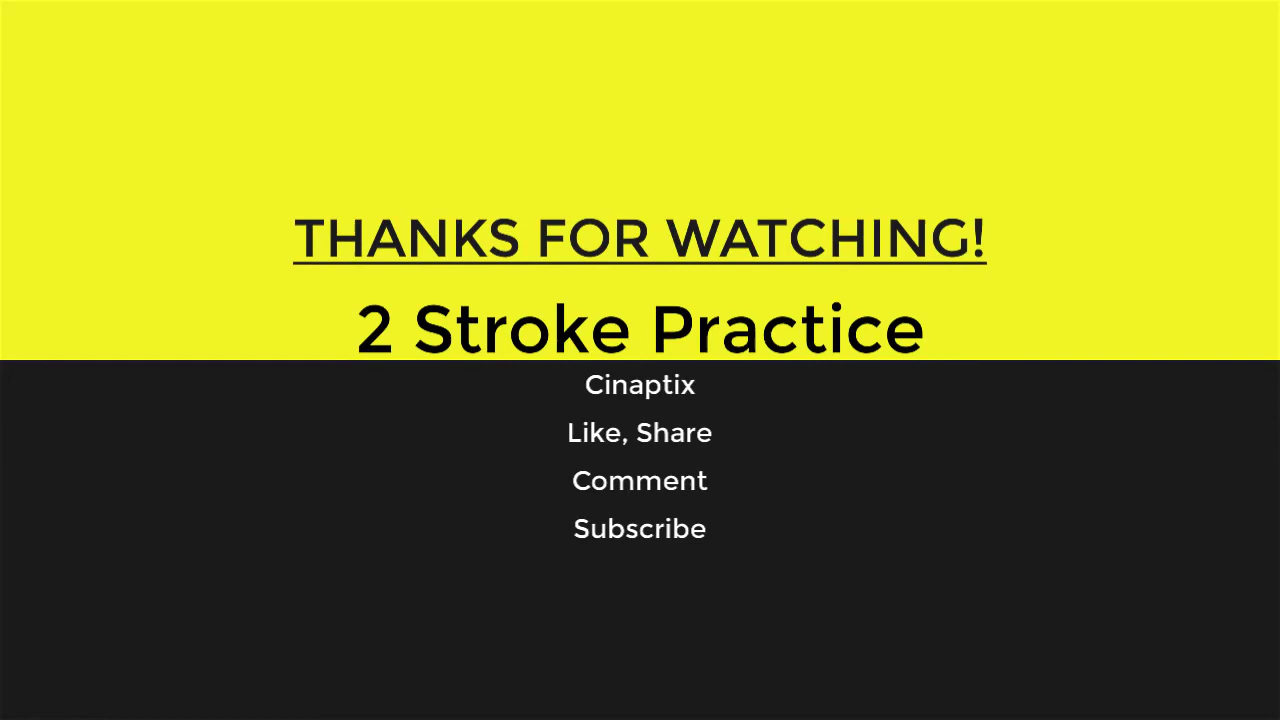 THANKS FOR WATCHING!
2 Stroke Practice
Cinaptix
Like, Share
Comment
Subscribe